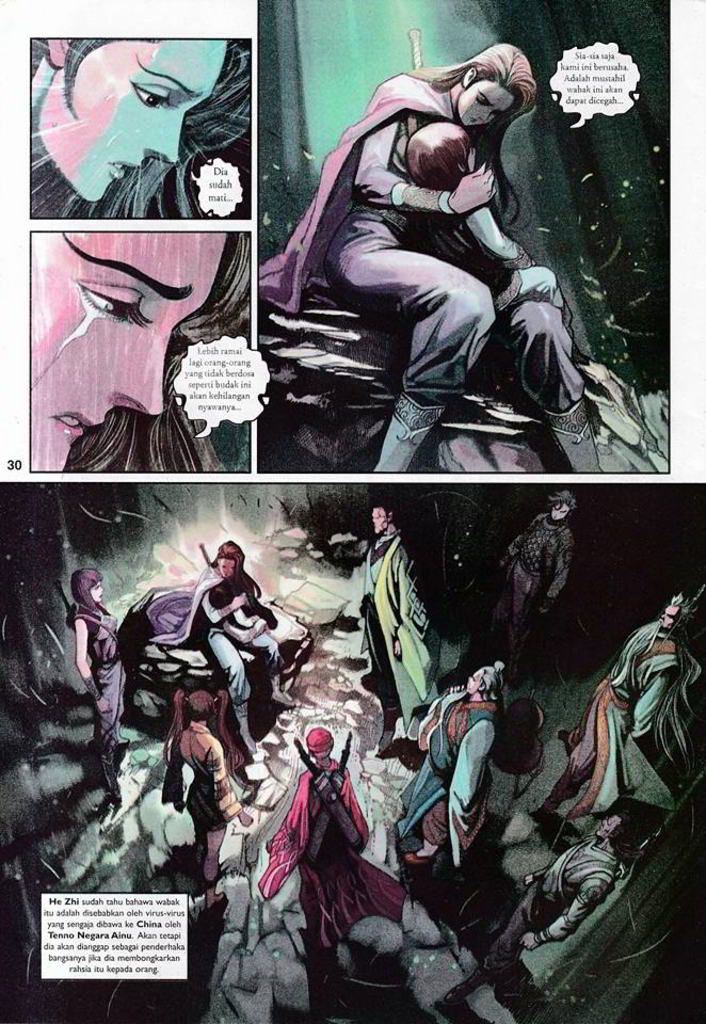 Dia
sudah
mati...
Lebih ramai
lagi orang-orang
yang tidak berdosa
seperti budak ini
akan kehilangan
nyawanya...
Sia-sia saja
kami ini berusaha.
Adalah mustahil
wabak ini akan
dapat dicegah...
30
He Zhi sudah tahu bahawa wabak
itu adalah disebabkan oleh virus-virus
yang sengaja dibawa ke China oleh
Tenno Negara Ainu. Akan tetapi
dia akan dianggap sebagai penderhaka
bangsanya jika dia membongkarkan
rahsia itu kepada orang.